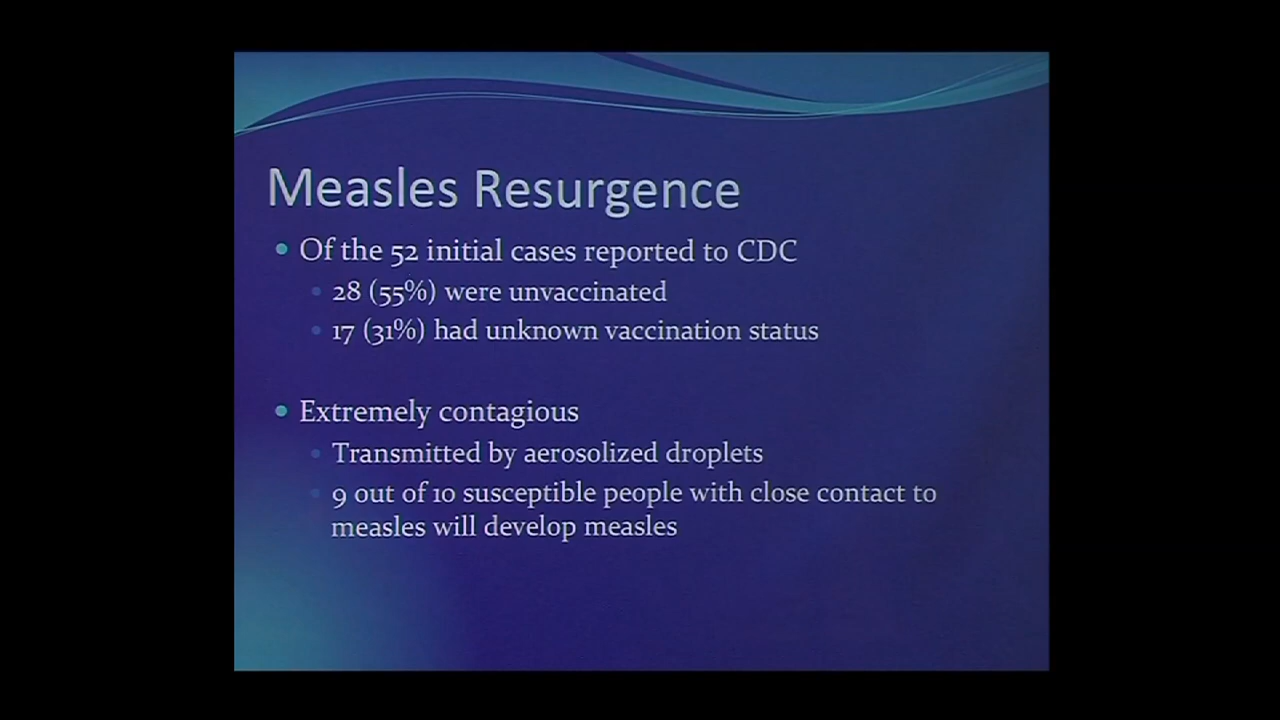 Measles Resurgence
Of the 52 initial cases reported to CDC
28 (55%) were unvaccinated
17 (31%) had unknown vaccination status
Extremely contagious
Transmitted by aerosolized droplets
9 out of 10 susceptible people with close contact to
measles will develop measles